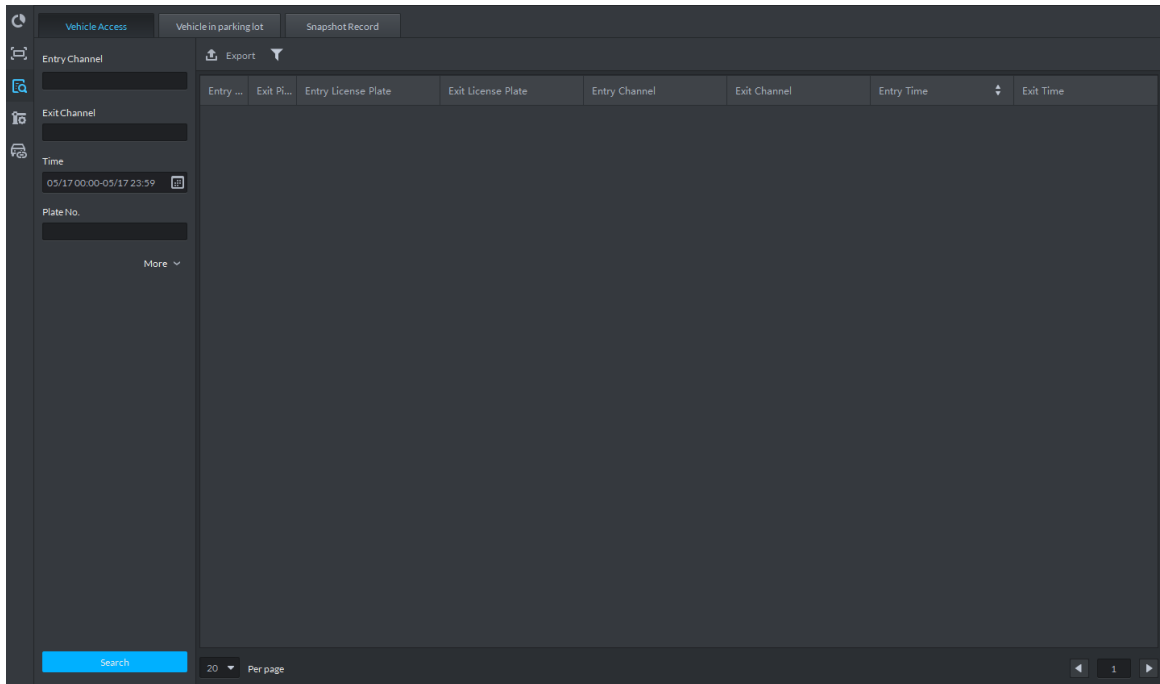 Vehicle Access
Vehicle in parking lot
Snapshot Record
Entry Channel
Exit Channel
Time
05/17 00:00-05/17 23:59
Plate No.
More
Search
Export
Entry ... Exit Pi... Entry License Plate Exit License Plate Entry Channel Exit Channel Entry Time Exit Time
20 Per page 1